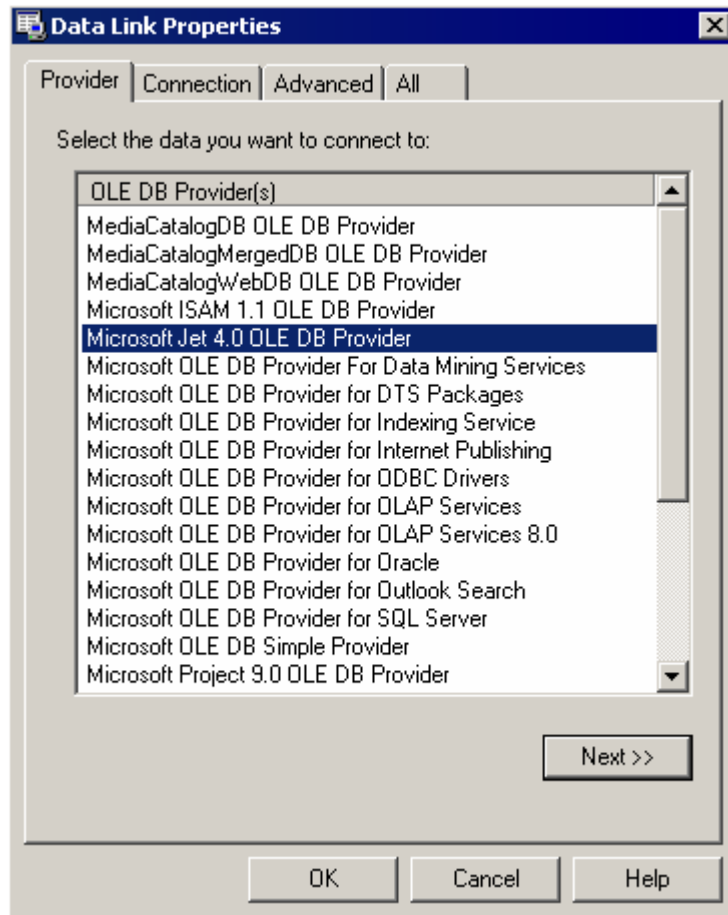 Data Link Properties
Provider Connection Advanced All
Select the data you want to connect to:
OLE DB Provider(s)
MediaCatalogDB OLE DB Provider
MediaCatalogMergedDB OLE DB Provider
MediaCatalogWebDB OLE DB Provider
Microsoft ISAM 1.1 OLE DB Provider
Microsoft Jet 4.0 OLE DB Provider
Microsoft OLE DB Provider For Data Mining Services
Microsoft OLE DB Provider for DTS Packages
Microsoft OLE DB Provider for Indexing Service
Microsoft OLE DB Provider for Internet Publishing
Microsoft OLE DB Provider for ODBC Drivers
Microsoft OLE DB Provider for OLAP Services
Microsoft OLE DB Provider for OLAP Services 8.0
Microsoft OLE DB Provider for Oracle
Microsoft OLE DB Provider for Outlook Search
Microsoft OLE DB Provider for SQL Server
Microsoft OLE DB Simple Provider
Microsoft Project 9.0 OLE DB Provider
Next >>
OK Cancel Help